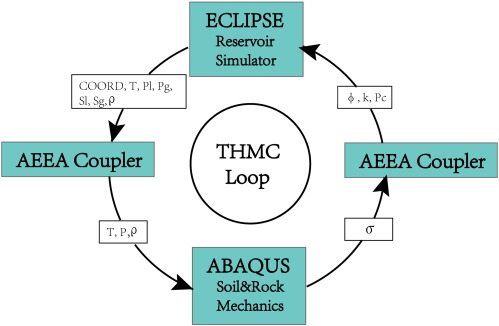 ECLIPSE
Reservoir
Simulator
COORD, T, Pl, Pg,
Sl, Sg,ρ
ϕ, k, Pc
AEEA Coupler
THMC
Loop
AEEA Coupler
T, P,ρ
σ
ABAQUS
Soil&Rock
Mechanics